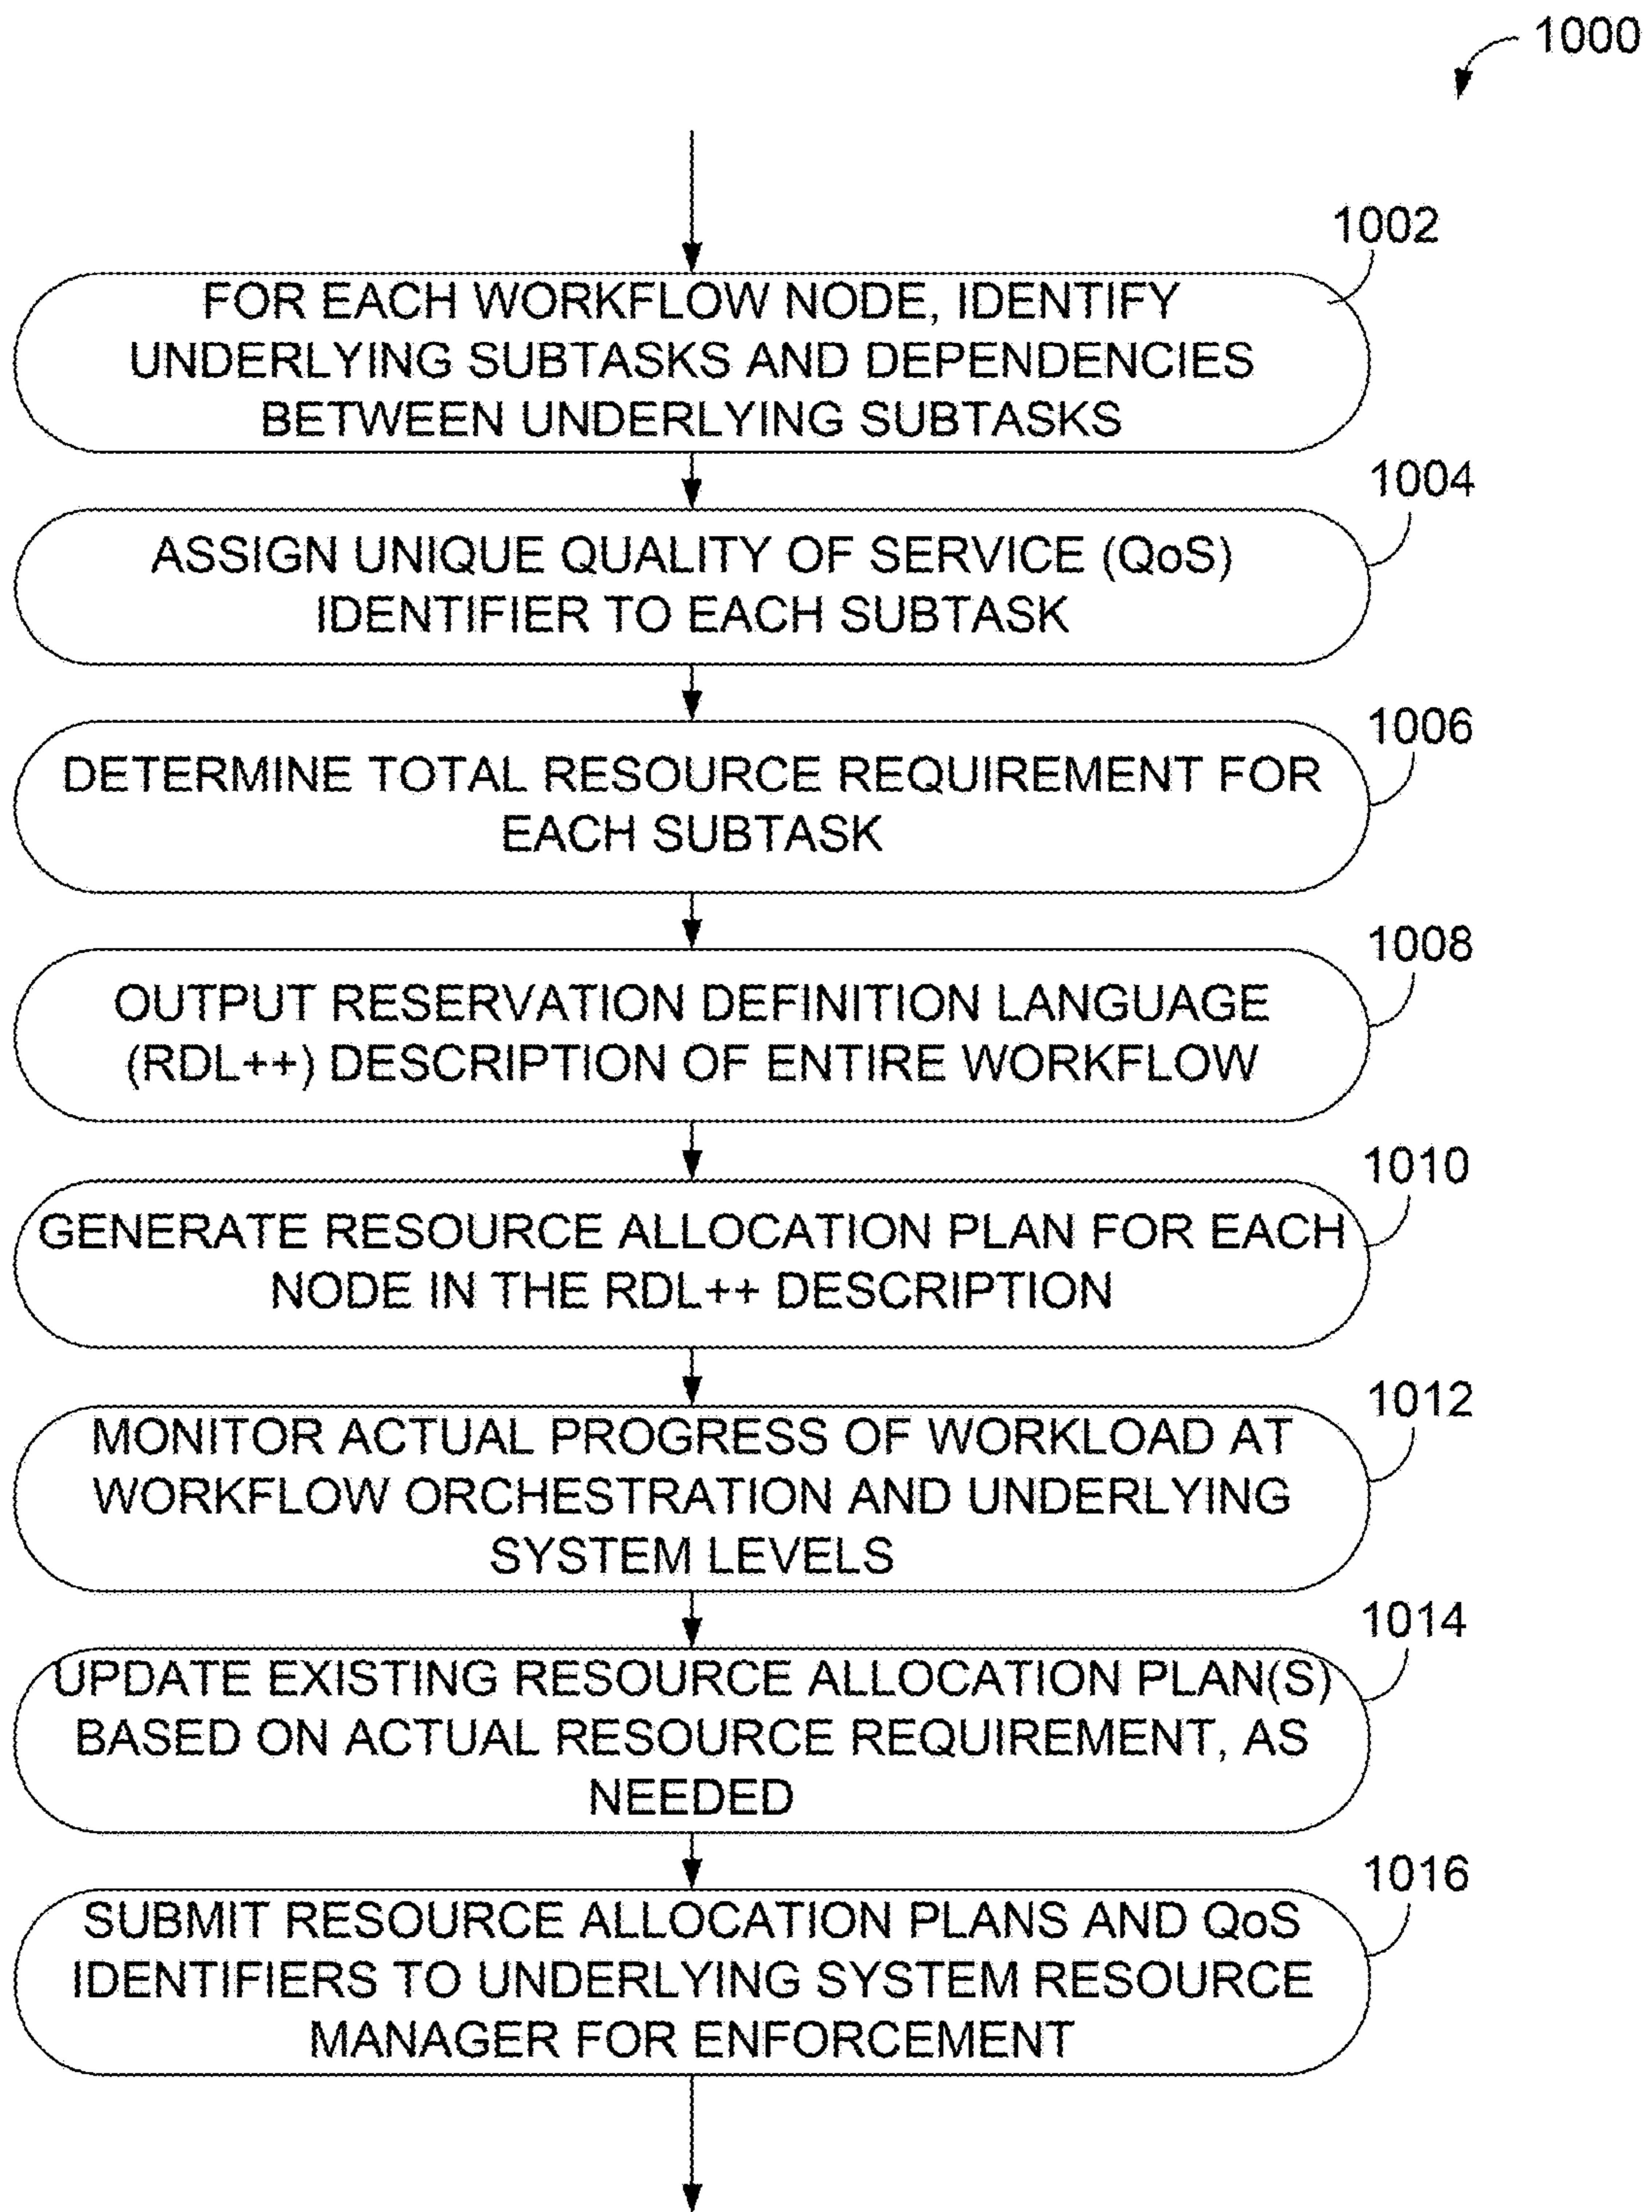 1000
1002
FOR EACH WORKFLOW NODE, IDENTIFY
UNDERLYING SUBTASKS AND DEPENDENCIES
BETWEEN UNDERLYING SUBTASKS
1004
ASSIGN UNIQUE QUALITY OF SERVICE (QoS)
IDENTIFIER TO EACH SUBTASK
1006
DETERMINE TOTAL RESOURCE REQUIREMENT FOR
EACH SUBTASK
1008
OUTPUT RESERVATION DEFINITION LANGUAGE
(RDL++) DESCRIPTION OF ENTIRE WORKFLOW
1010
GENERATE RESOURCE ALLOCATION PLAN FOR EACH
NODE IN THE RDL++ DESCRIPTION
1012
MONITOR ACTUAL PROGRESS OF WORKLOAD AT
WORKFLOW ORCHESTRATION AND UNDERLYING
SYSTEM LEVELS
1014
UPDATE EXISTING RESOURCE ALLOCATION PLAN(S)
BASED ON ACTUAL RESOURCE REQUIREMENT, AS
NEEDED
1016
SUBMIT RESOURCE ALLOCATION PLANS AND QoS
IDENTIFIERS TO UNDERLYING SYSTEM RESOURCE
MANAGER FOR ENFORCEMENT